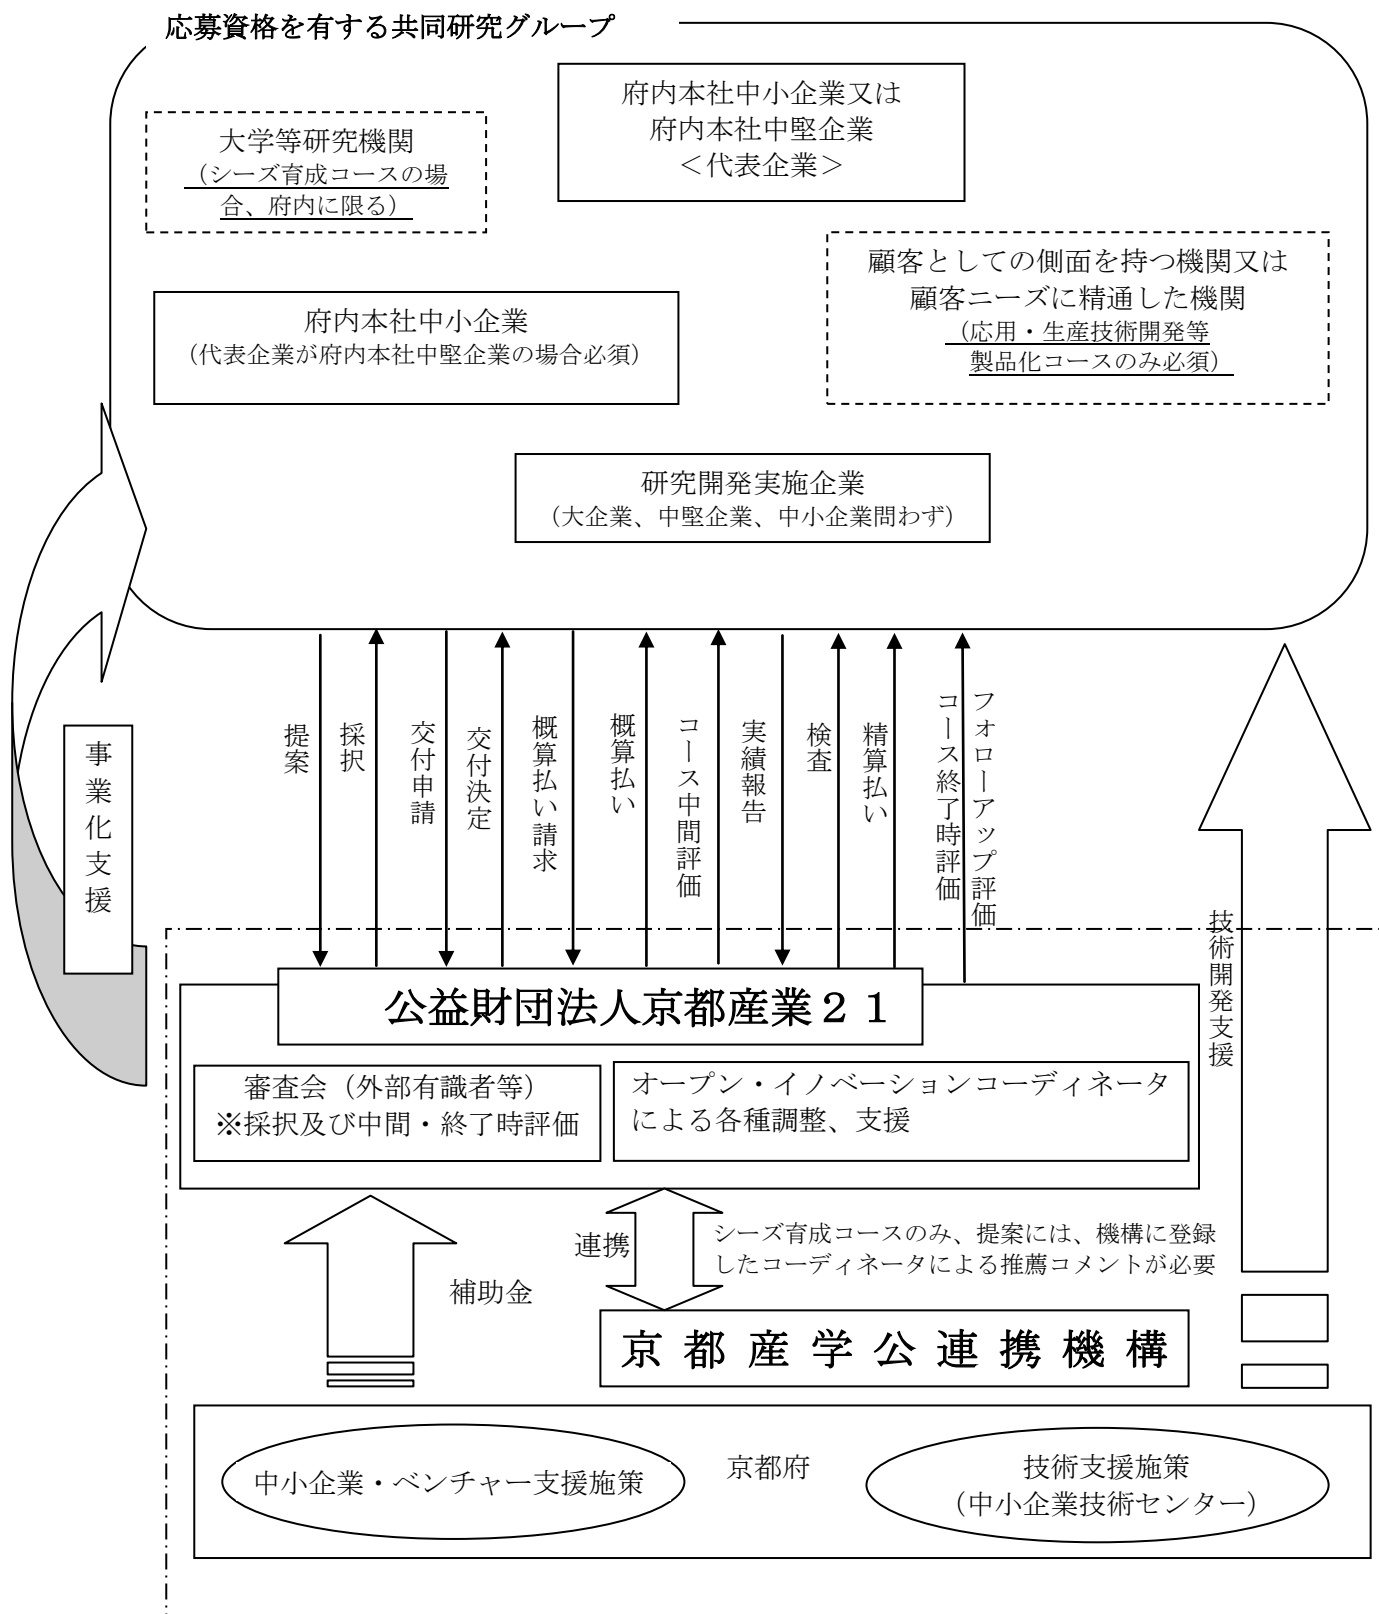 応募資格を有する共同研究グループ
府内本社中小企業又は
府内本社中堅企業
＜代表企業＞
大学等研究機関
（シーズ育成コースの場
合、府内に限る）
顧客としての側面を持つ機関又は
顧客ニーズに精通した機関
（応用・生産技術開発等
製品化コースのみ必須）
府内本社中小企業
（代表企業が府内本社中堅企業の場合必須）
研究開発実施企業
（大企業、中堅企業、中小企業問わず）
事業化支援
提案
採択
交付申請
交付決定
概算払い請求
概算払い
コース中間評価
実績報告
検査
精算払い
コース終了時評価
フォローアップ評価
技術開発支援
公益財団法人京都産業２１
審査会（外部有識者等）
※採択及び中間・終了時評価
オープン・イノベーションコーディネータ
による各種調整、支援
連携
シーズ育成コースのみ、提案には、機構に登録
したコーディネータによる推薦コメントが必要
補助金
京都産学公連携機構
中小企業・ベンチャー支援施策
京都府
技術支援施策
（中小企業技術センター）